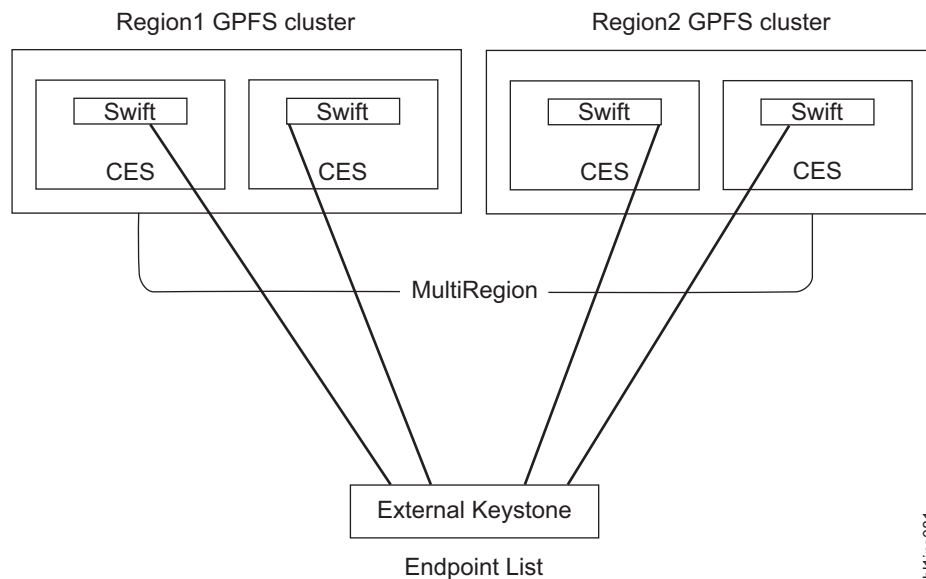 Region1 GPFS cluster
Region2 GPFS cluster
Swift
Swift
Swift
Swift
CES
CES
CES
CES
MultiRegion
External Keystone
Endpoint List